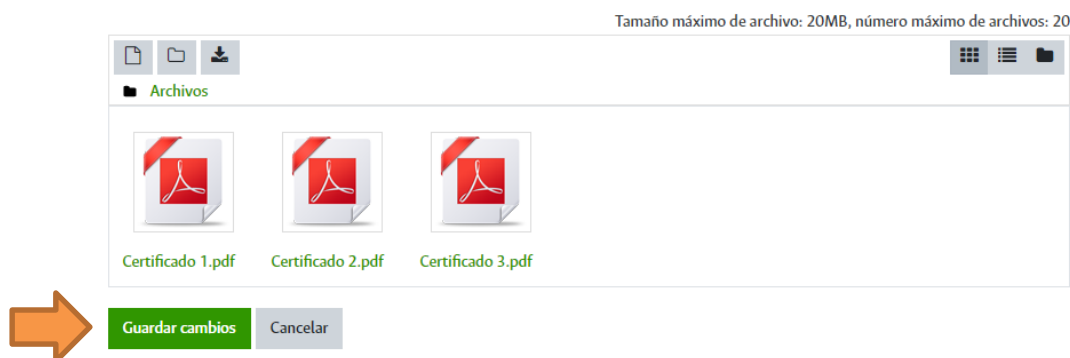 Tamaño máximo de archivo: 20MB, número máximo de archivos: 20
Archivos
Certificado 1.pdf Certificado 2.pdf Certificado 3.pdf
Guardar cambios Cancelar